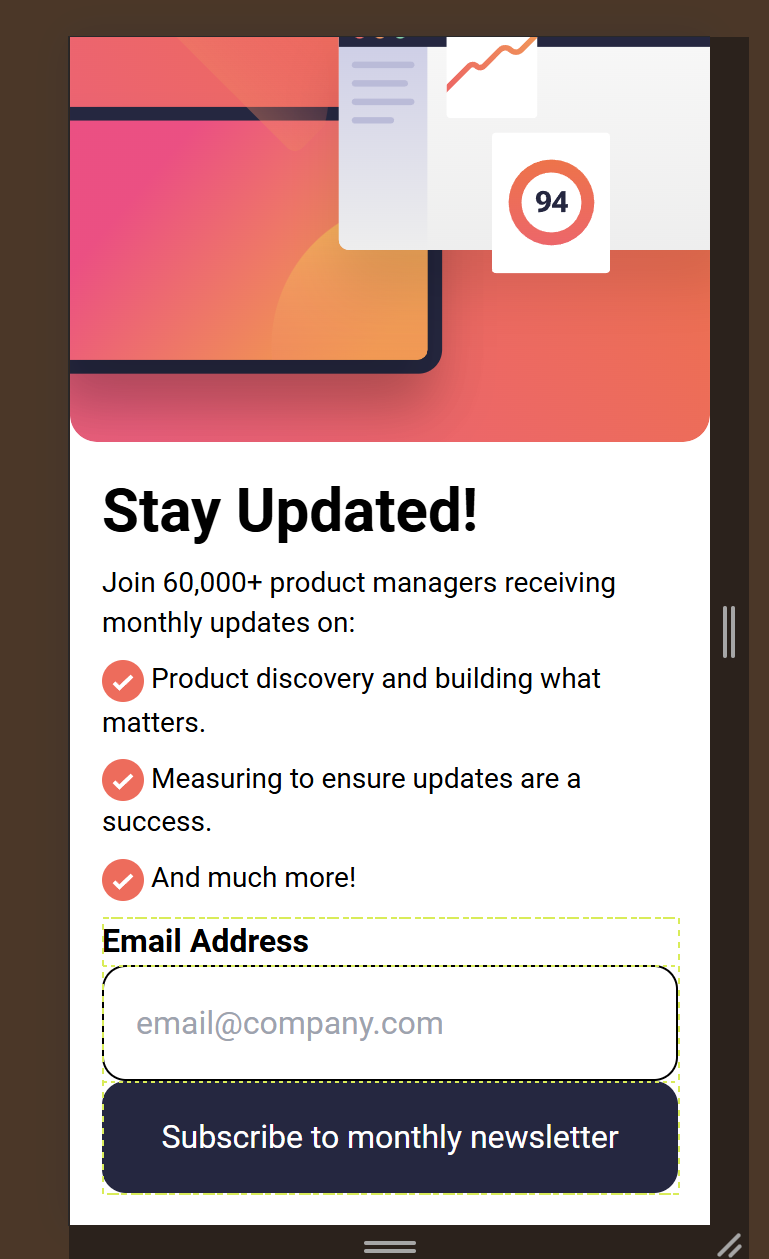 94
Stay Updated!
Join 60,000+ product managers receiving
monthly updates on:
Product discovery and building what
matters.
Measuring to ensure updates are a
success.
And much more!
Email Address
email@company.com
Subscribe to monthly newsletter